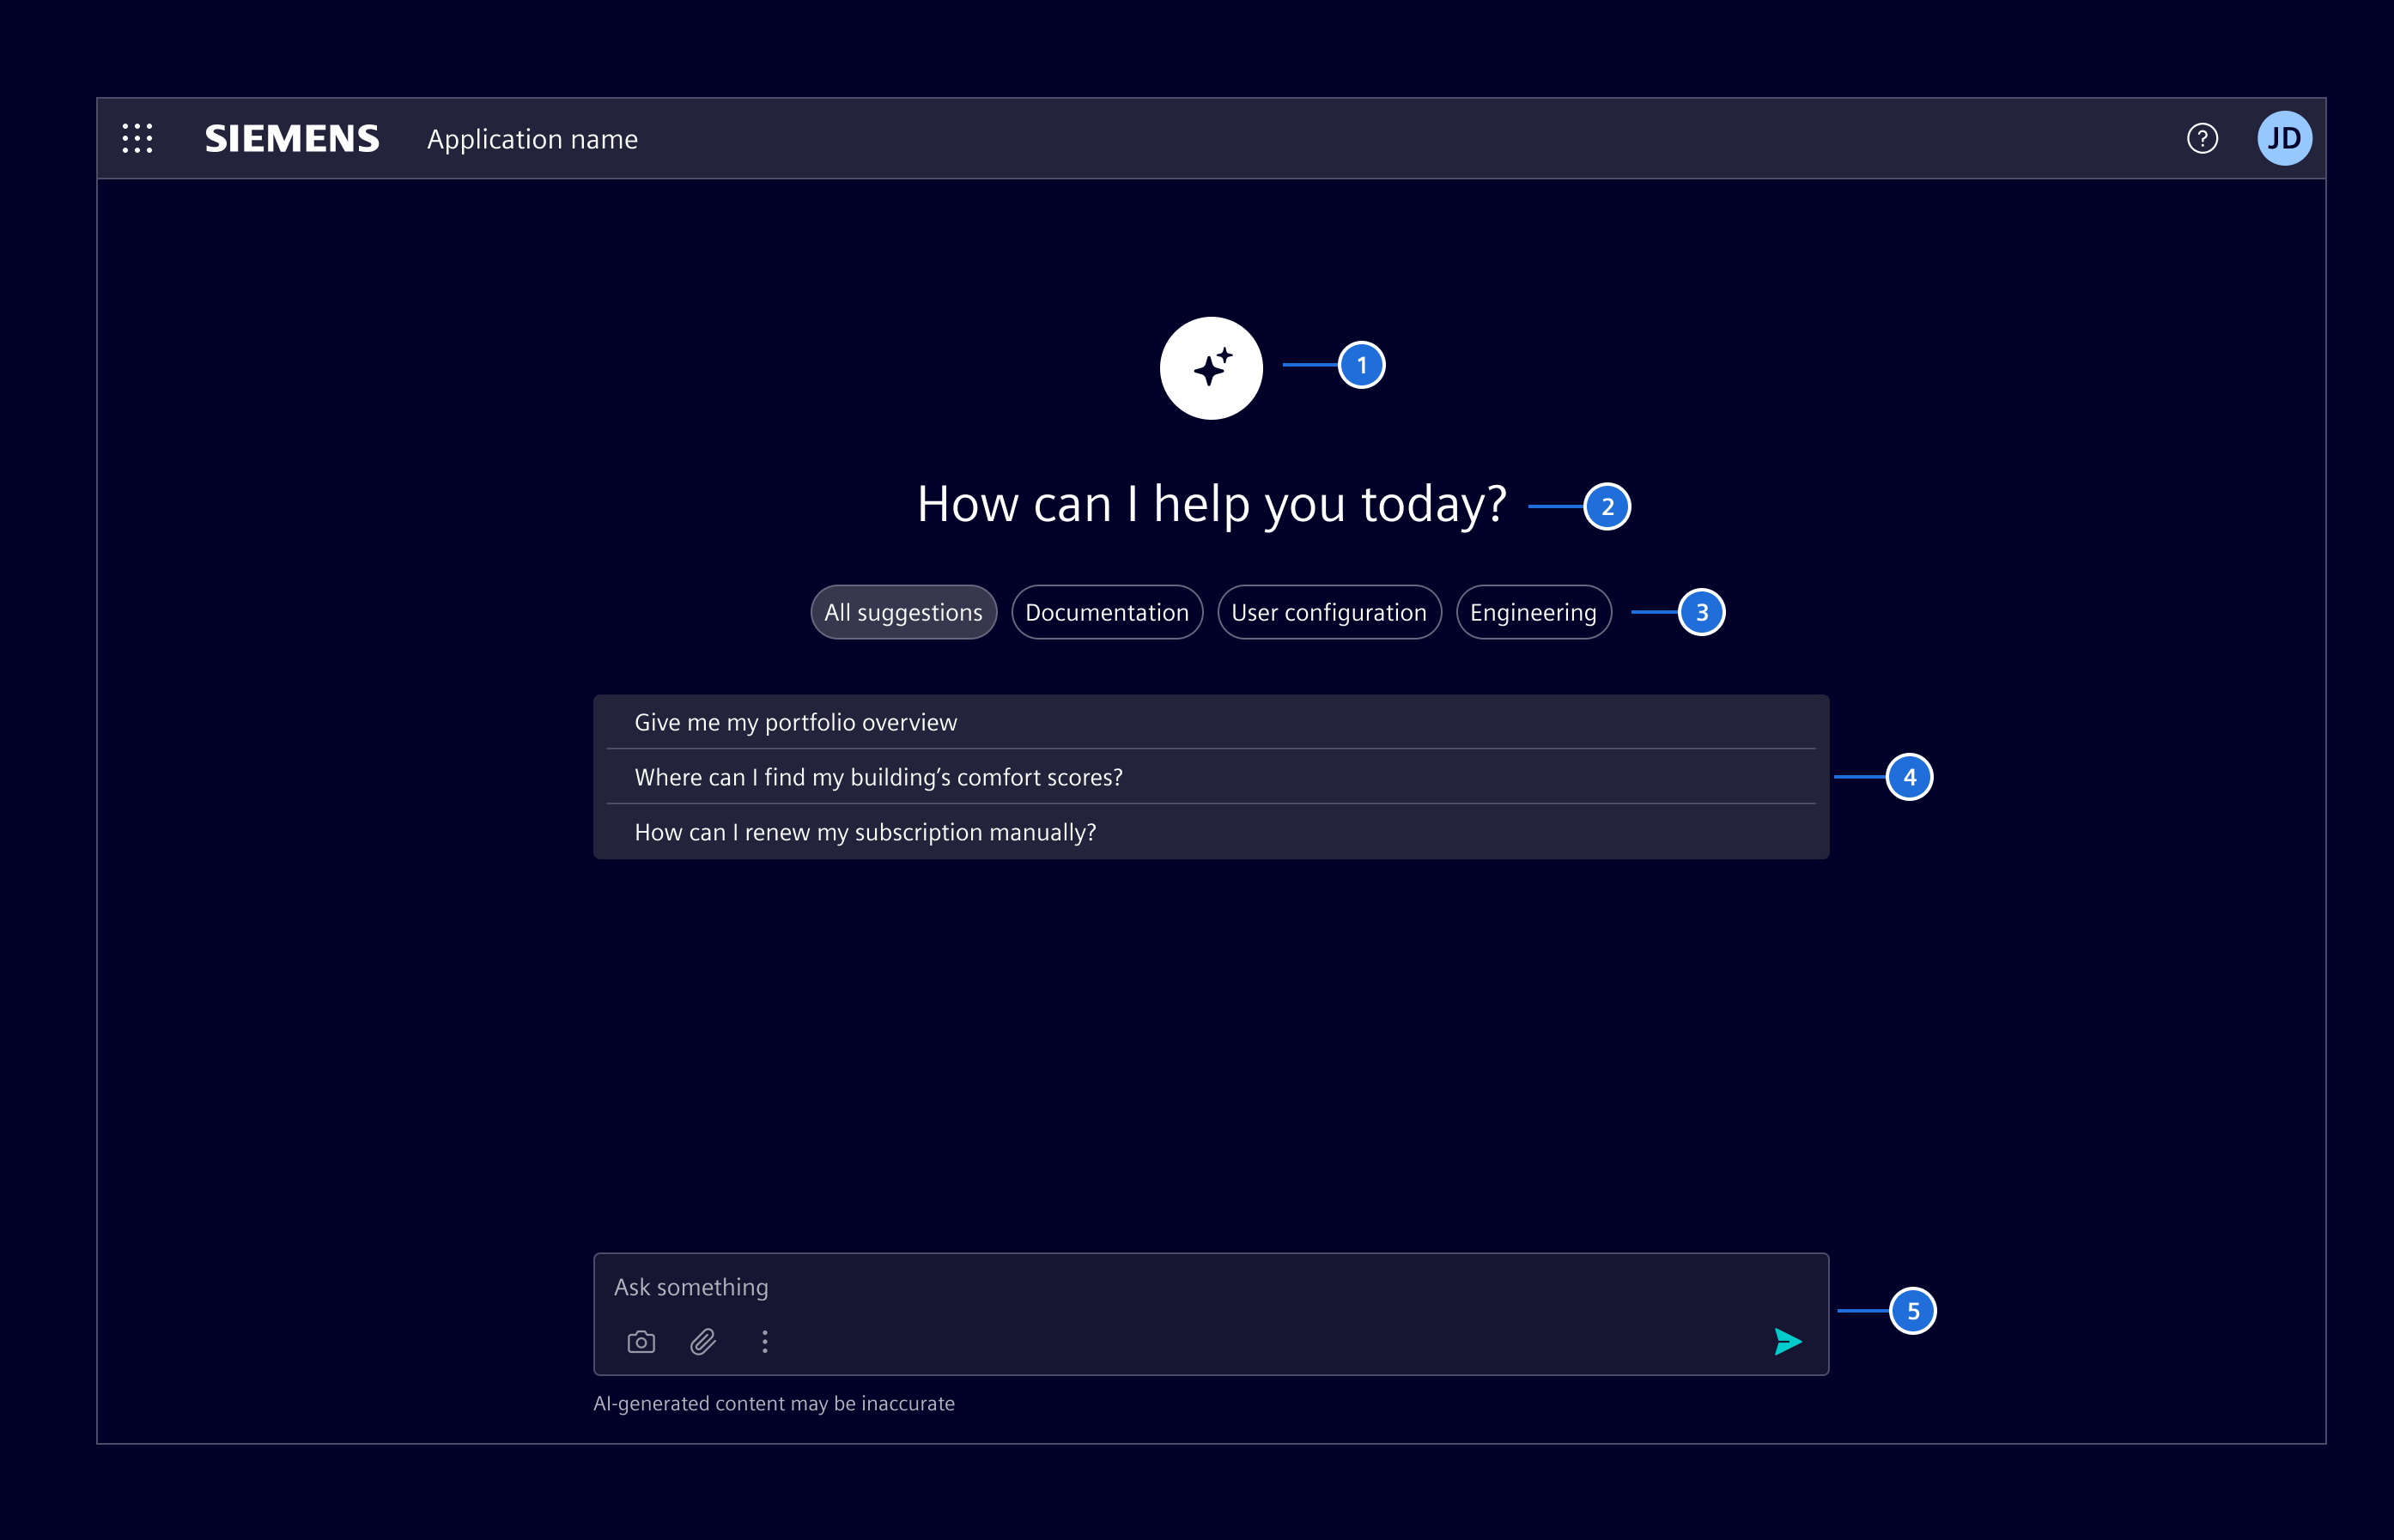 SIEMENS Application name ? JD
1
How can I help you today? 2
All suggestions Documentation User configuration Engineering 3
Give me my portfolio overview
Where can I find my building’s comfort scores? 4
How can I renew my subscription manually?
Ask something
5
AI-generated content may be inaccurate